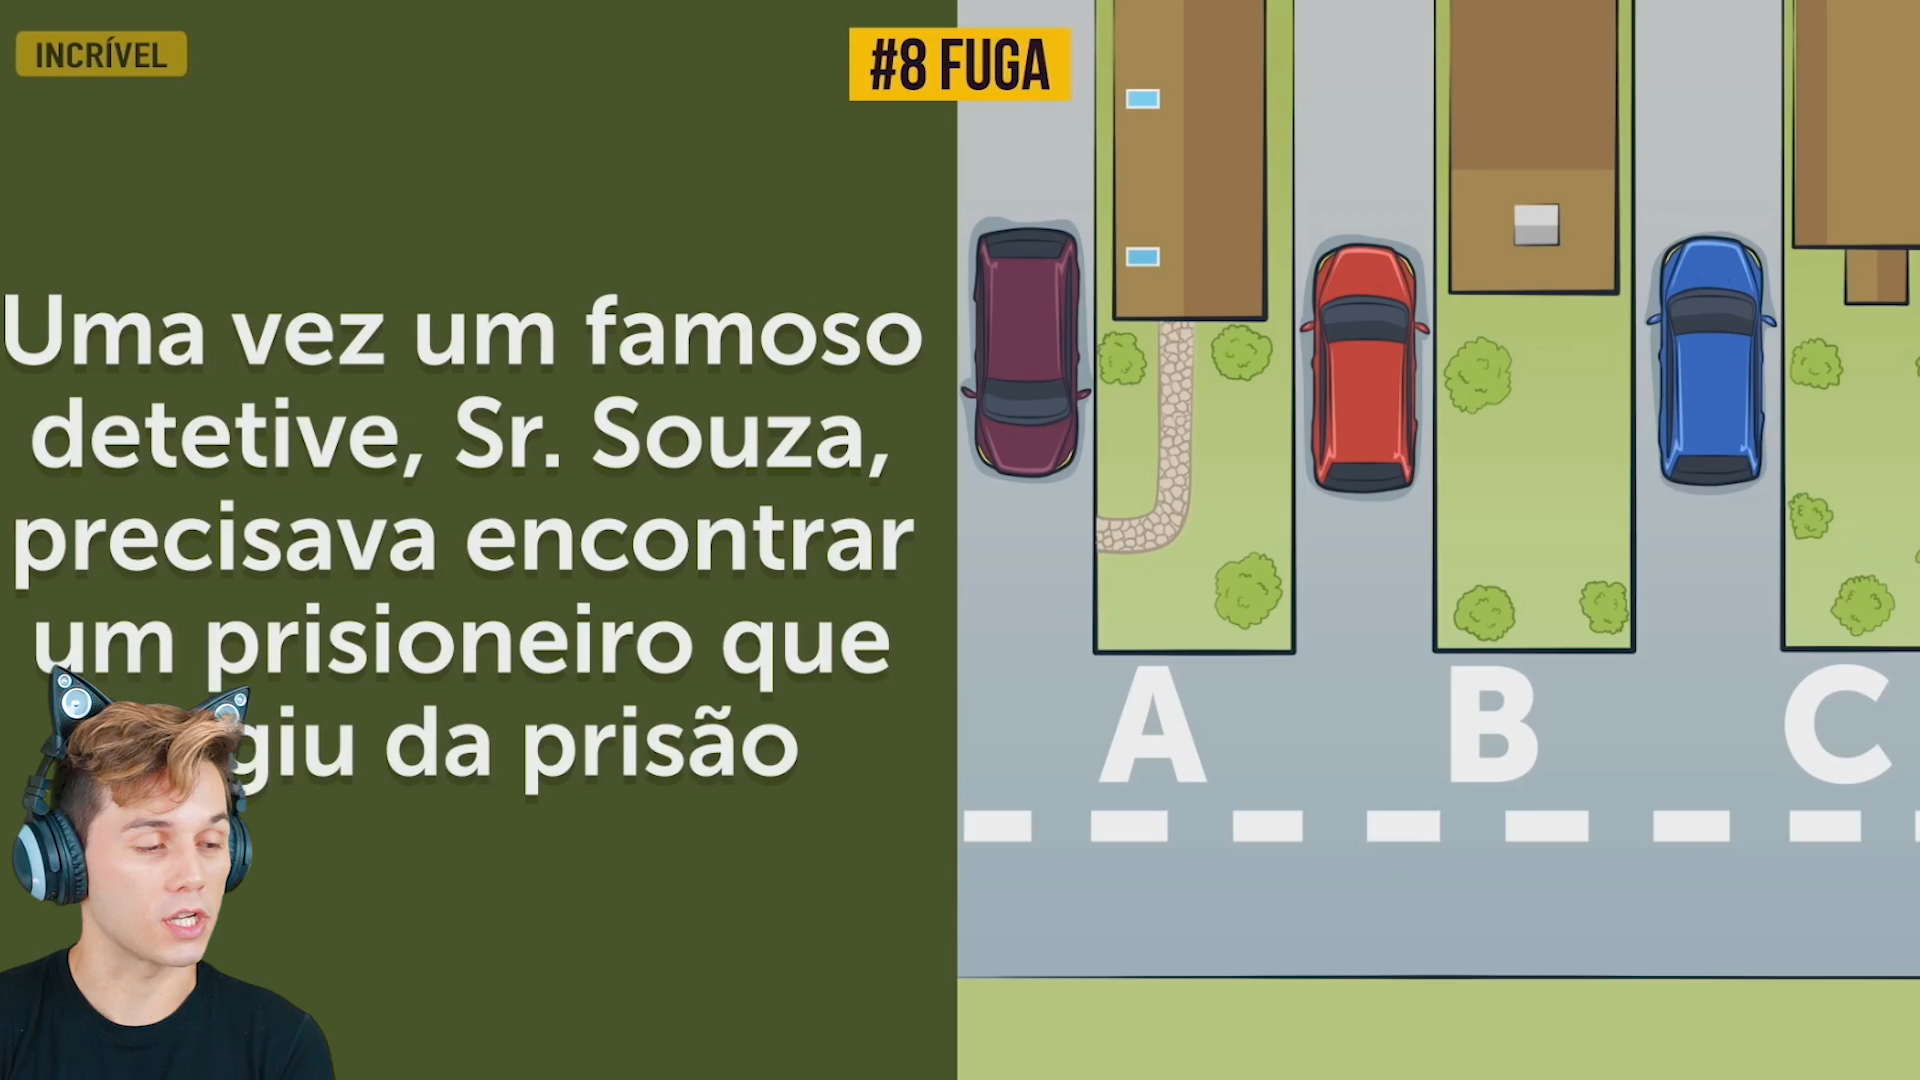 INCRÍVEL
#8 FUGA
Uma vez um famoso
detetive, Sr. Souza,
precisava encontrar
um prisioneiro que
giu da prisão
A B C